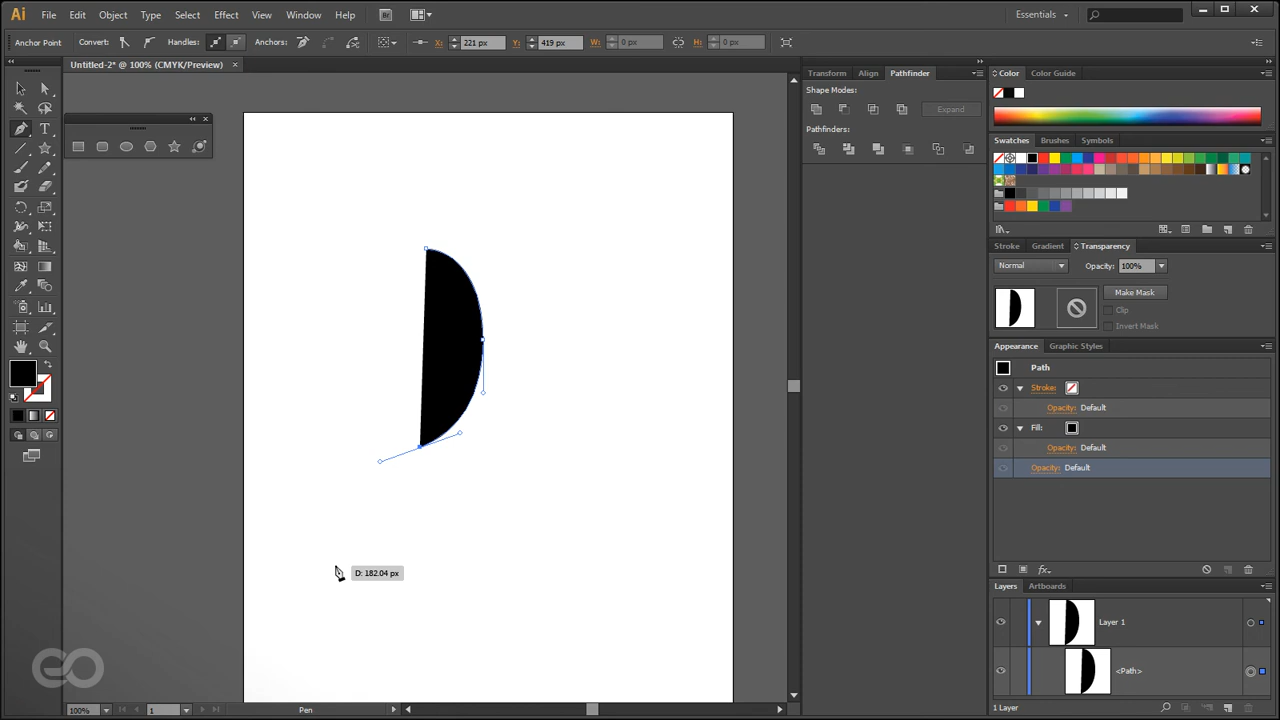 Ai File Edit Object Type Select Effect View Window Help Br Essentials
Anchor Point Convert: Handles: Anchors: X: 221 px Y: 419 px W: 0 px H: 0 px
Untitled-2* @ 100% (CMYK/Preview)
Transform Align Pathfinder
Shape Modes:
Expand
Pathfinders:
Color Color Guide
Swatches Brushes Symbols
Stroke Gradient Transparency
Normal Opacity: 100%
Make Mask
Clip
Invert Mask
Appearance Graphic Styles
Path
Stroke:
Opacity: Default
Fill:
Opacity: Default
Opacity: Default
fx
Layers Artboards
Layer 1
<Path>
1 Layer
D: 182.04 px
100% 1 Pen